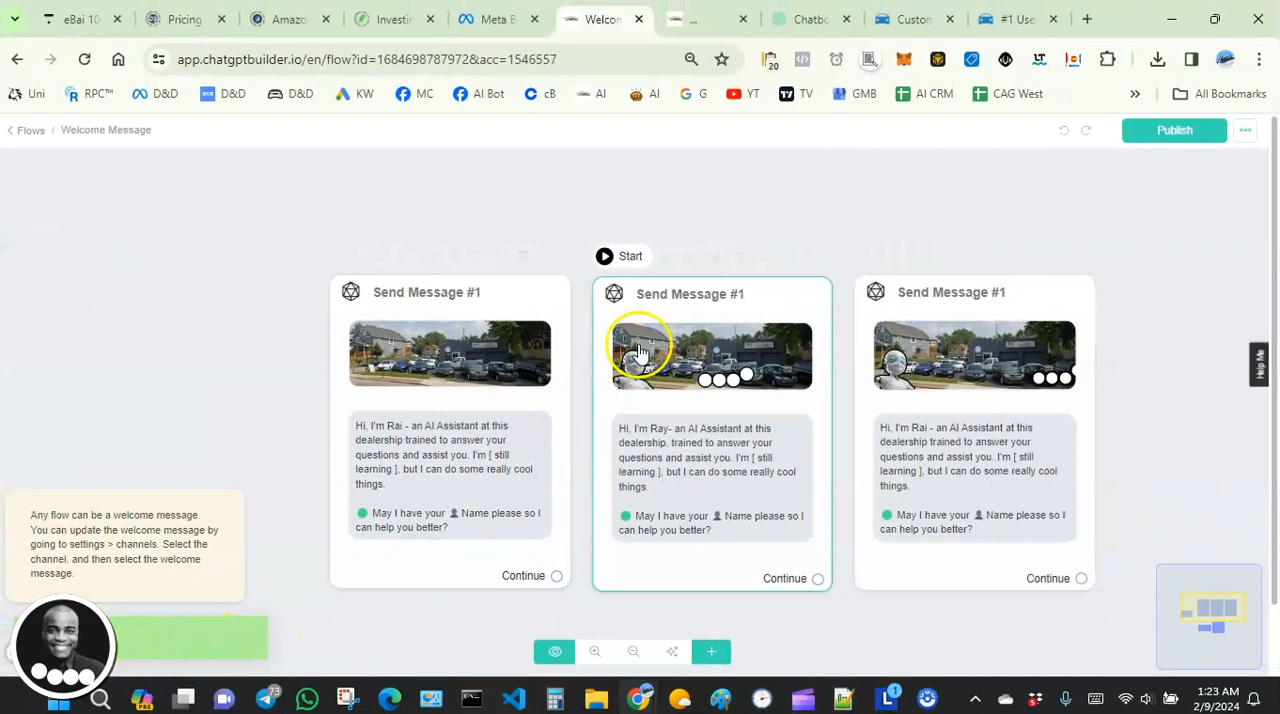 eBai 10
Pricing
Amazo
Investin
Meta B
Welcon
...
Chatbo
Custom
#1 Use
app.chatgptbuilder.io/en/flow?id=1684698787972&acc=1546557
20
Uni
RPC™
D&D
D&D
D&D
KW
MC
AI Bot
cB
AI
AI
G
YT
TV
GMB
AI CRM
CAG West
All Bookmarks
Flows / Welcome Message
Publish
Start
Send Message #1
Hi, I'm Rai - an AI Assistant at this
dealership trained to answer your
questions and assist you. I'm [ still
learning ], but I can do some really cool
things.
May I have your Name please so I
can help you better?
Continue
Send Message #1
Hi, I'm Ray- an AI Assistant at this
dealership, trained to answer your
questions and assist you. I'm [ still
learning ], but I can do some really cool
things.
May I have your Name please so I
can help you better?
Continue
Send Message #1
Hi, I'm Rai - an AI Assistant at this
dealership trained to answer your
questions and assist you. I'm [ still
learning ], but I can do some really cool
things.
May I have your Name please so I
can help you better?
Continue
Help Me
Any flow can be a welcome message.
You can update the welcome message by
going to settings > channels. Select the
channel, and then select the welcome
message.
PRE
73
1
1:23 AM
2/9/2024